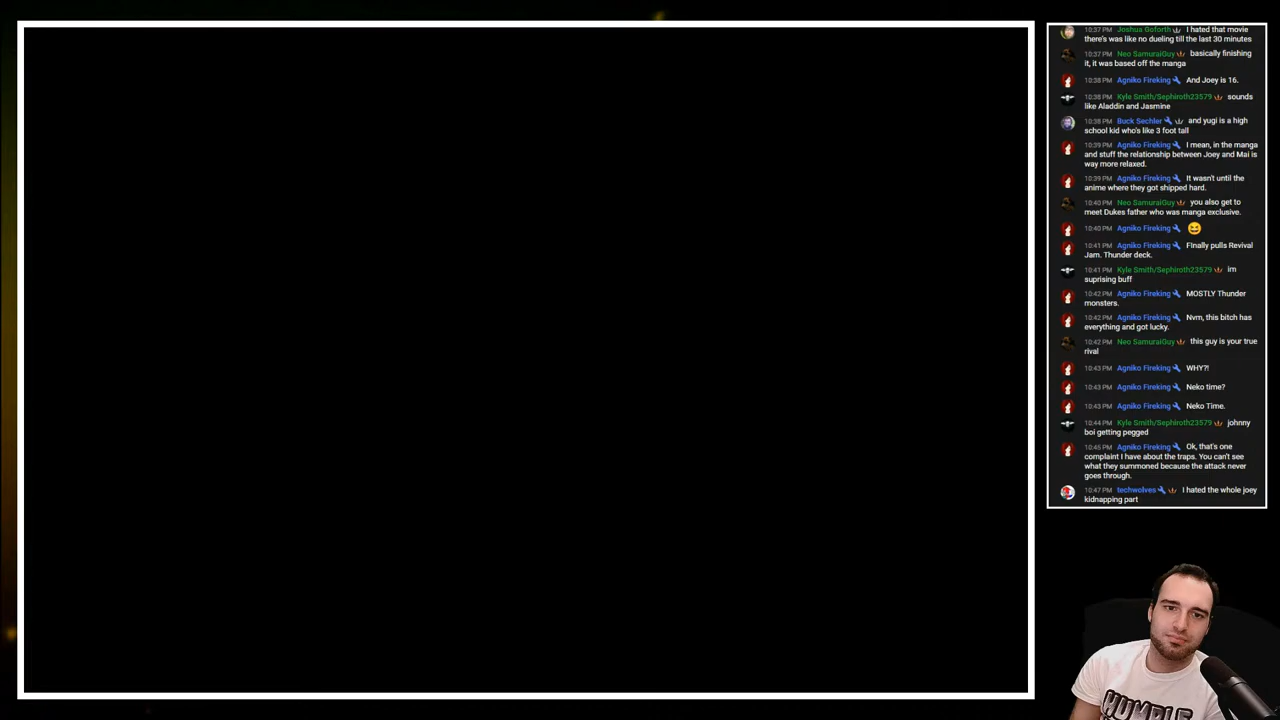 10:37 PM Joshua Goforth I hated that movie
there's was like no dueling till the last 30 minutes
10:37 PM Neo SamuraiGuy basically finishing
it, it was based off the manga
10:38 PM Agniko Fireking And Joey is 16.
10:38 PM Kyle Smith/Sephiroth23579 sounds
like Aladdin and Jasmine
10:38 PM Buck Sechler and yugi is a high
school kid who's like 3 foot tall
10:39 PM Agniko Fireking I mean, in the manga
and stuff the relationship between Joey and Mai is
way more relaxed.
10:39 PM Agniko Fireking It wasn't until the
anime where they got shipped hard.
10:40 PM Neo SamuraiGuy you also get to
meet Dukes father who was manga exclusive.
10:40 PM Agniko Fireking
10:41 PM Agniko Fireking FInally pulls Revival
Jam. Thunder deck.
10:41 PM Kyle Smith/Sephiroth23579 im
suprising buff
10:42 PM Agniko Fireking MOSTLY Thunder
monsters.
10:42 PM Agniko Fireking Nvm, this bitch has
everything and got lucky.
10:42 PM Neo SamuraiGuy this guy is your true
rival
10:43 PM Agniko Fireking WHY?!
10:43 PM Agniko Fireking Neko time?
10:43 PM Agniko Fireking Neko Time.
10:44 PM Kyle Smith/Sephiroth23579 johnny
boi getting pegged
10:45 PM Agniko Fireking Ok, that's one
complaint I have about the traps. You can't see
what they summoned because the attack never
goes through.
10:47 PM techwolves I hated the whole joey
kidnapping part
HUMBLE